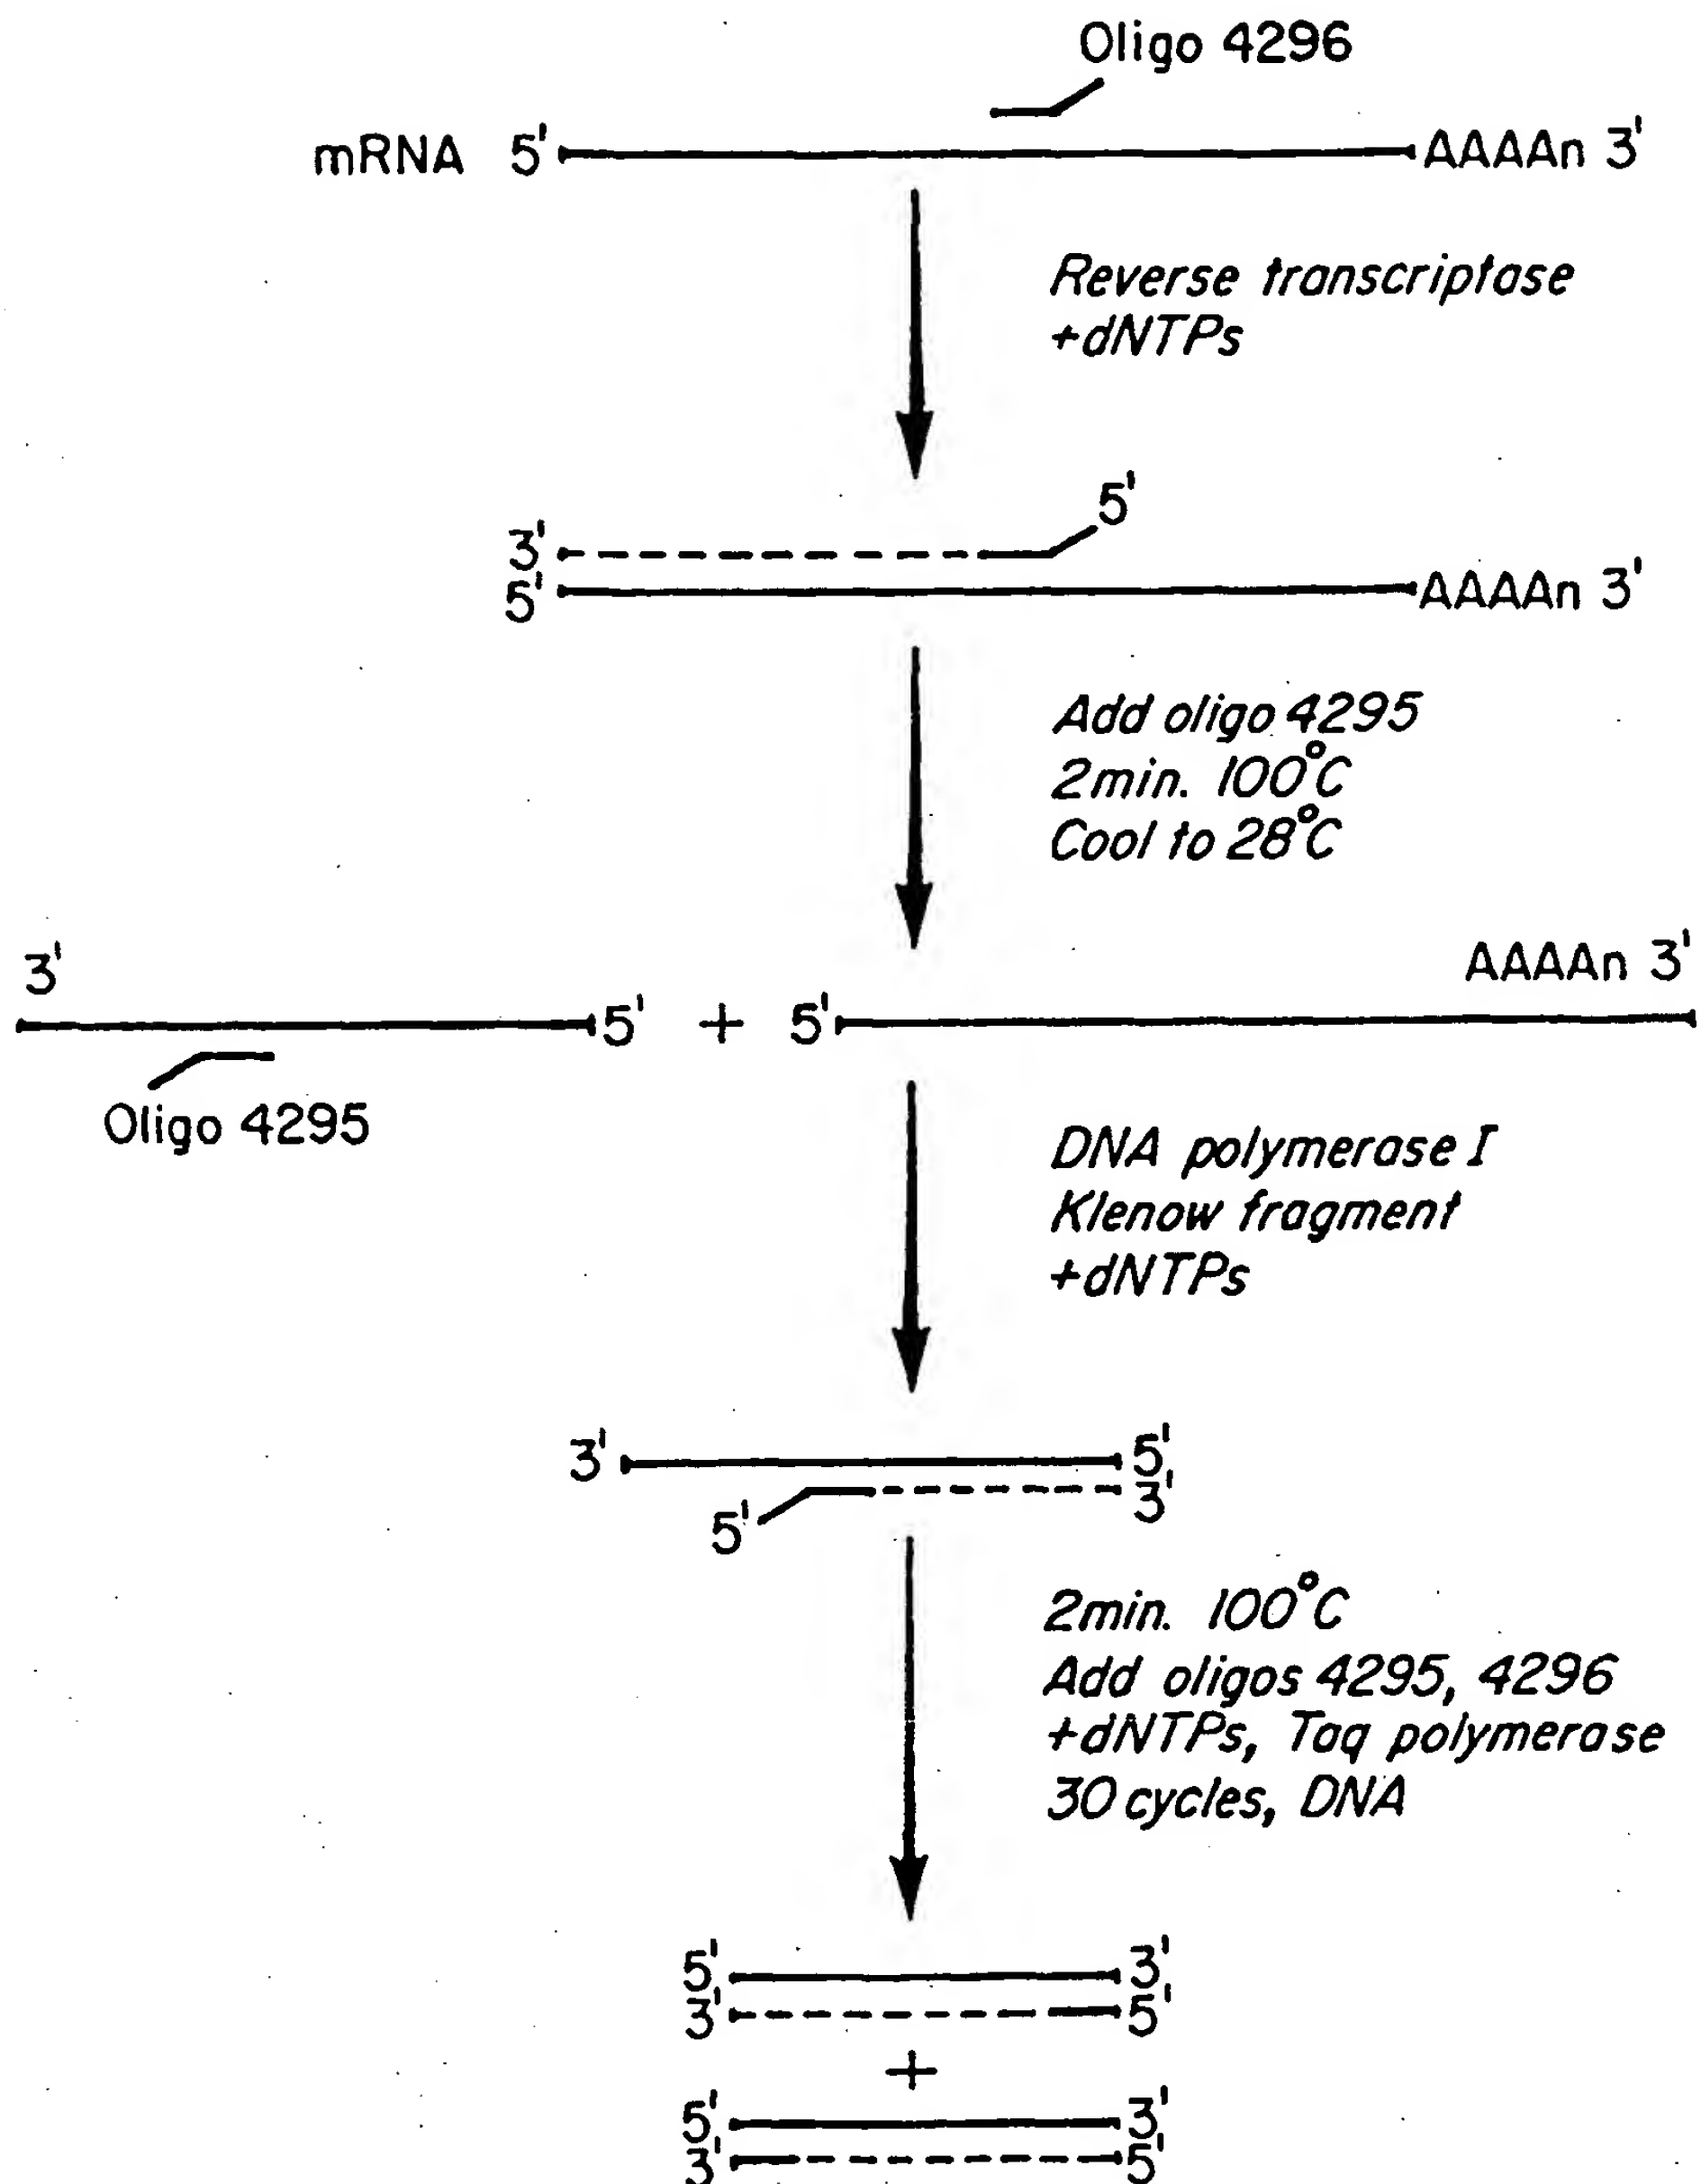 Oligo 4296
mRNA 5' AAAAn 3'
Reverse transcriptase
+dNTPs
5'
3'
5' AAAAn 3'
Add oligo 4295
2min. 100°C
Cool to 28°C
3' AAAAn 3'
5' + 5'
Oligo 4295
DNA polymerase I
Klenow fragment
+dNTPs
3' 5'
3'
5'
2min. 100°C
Add oligos 4295, 4296
+dNTPs, Taq polymerase
30 cycles, DNA
5' 3'
3' 5'
+
5' 3'
3' 5'